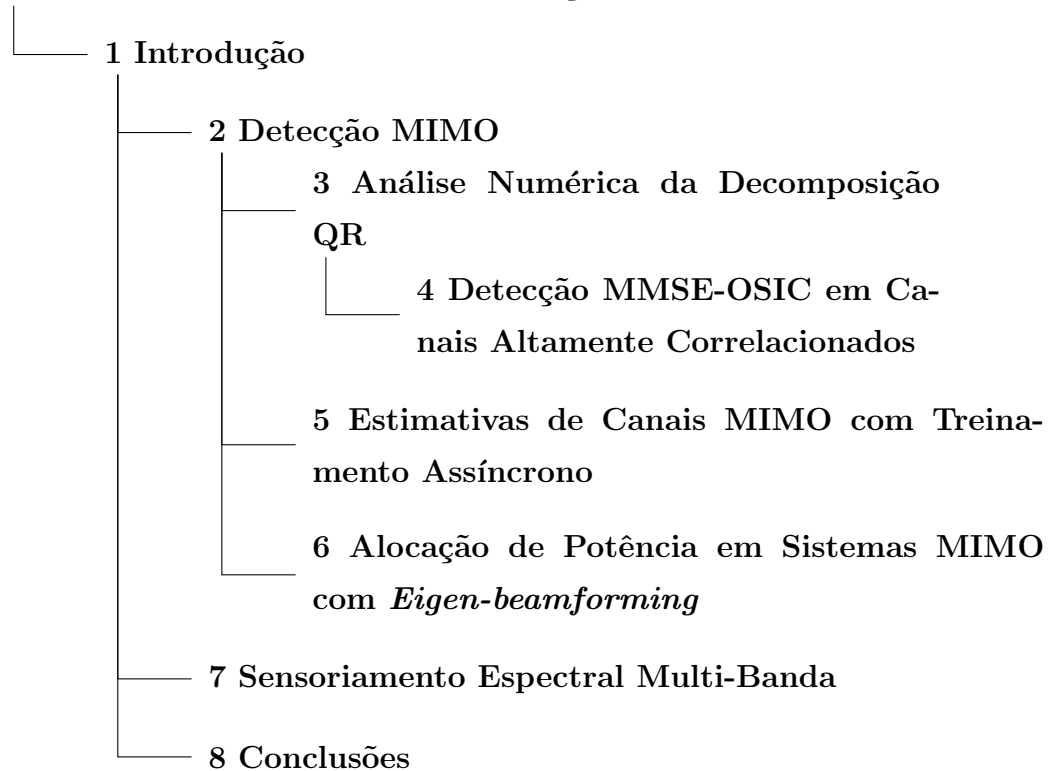 1 Introdução
2 Detecção MIMO
3 Análise Numérica da Decomposição
QR
4 Detecção MMSE-OSIC em Ca-
nais Altamente Correlacionados
5 Estimativas de Canais MIMO com Treina-
mento Assíncrono
6 Alocação de Potência em Sistemas MIMO
com Eigen-beamforming
7 Sensoriamento Espectral Multi-Banda
8 Conclusões